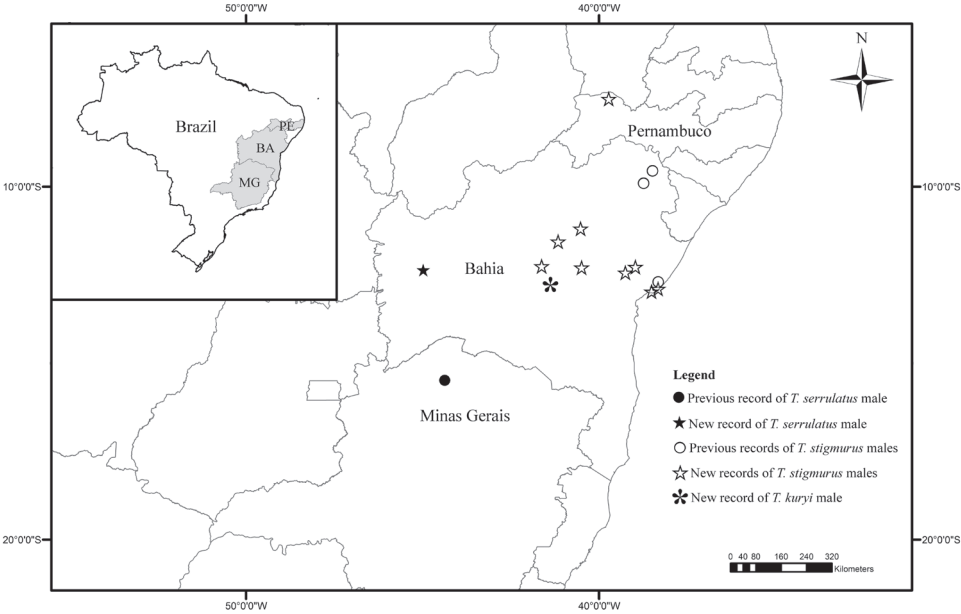 50°0'0"W
40°0'0"W
N
Brazil
PE
BA
MG
Pernambuco
10°0'0"S
10°0'0"S
Bahia
Minas Gerais
Legend
Previous record of T. serrulatus male
New record of T. serrulatus male
Previous records of T. stigmurus males
New records of T. stigmurus males
New record of T. kuryi male
20°0'0"S
20°0'0"S
0 40 80 160 240 320
Kilometers
50°0'0"W
40°0'0"W